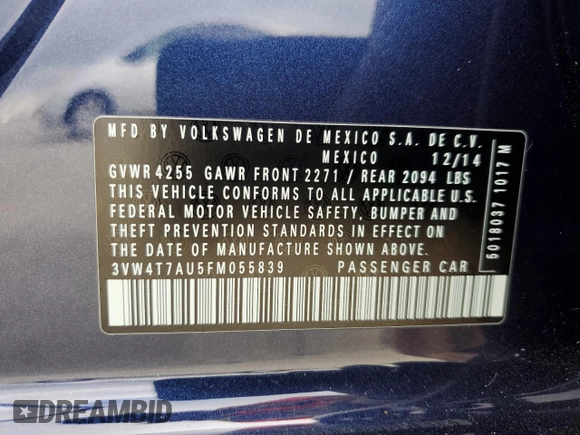 MFD BY VOLKSWAGEN DE MEXICO S.A. DE C.V.
MEXICO 12/14
GVWR 4255 GAWR FRONT 2271 / REAR 2094 LBS
THIS VEHICLE CONFORMS TO ALL APPLICABLE U.S.
FEDERAL MOTOR VEHICLE SAFETY, BUMPER AND
THEFT PREVENTION STANDARDS IN EFFECT ON
THE DATE OF MANUFACTURE SHOWN ABOVE.
3VW4T7AU5FM055839 PASSENGER CAR
5018037 1017 M
DREAMBID